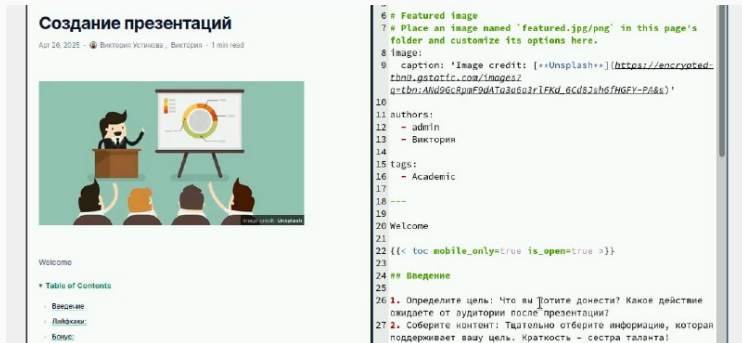 Создание презентаций
Apr 26, 2025 · Виктория Устинова , Виктория · 1 min read
Image credit: Unsplash
Welcome
▾ Table of Contents
Введение
Лайфхаки:
Бонус:
6 # Featured image
7 # Place an image named `featured.jpg/png` in this page's
folder and customize its options here.
8 image:
9 caption: 'Image credit: [**Unsplash**](https://encrypted-
tbn0.gstatic.com/images?
10
11 authors:
12 - admin
13 - Виктория
14
15 tags:
16 - Academic
17
18 ---
19
20 Welcome
21
22 {{< toc mobile_only=true is_open=true >}}
23
24 ## Введение
25
26 1. Определите цель: Что вы хотите донести? Какое действие
ожидаете от аудитории после презентации?
27 2. Соберите контент: Тщательно отберите информацию, которая
поддерживает вашу цель. Краткость – сестра таланта!